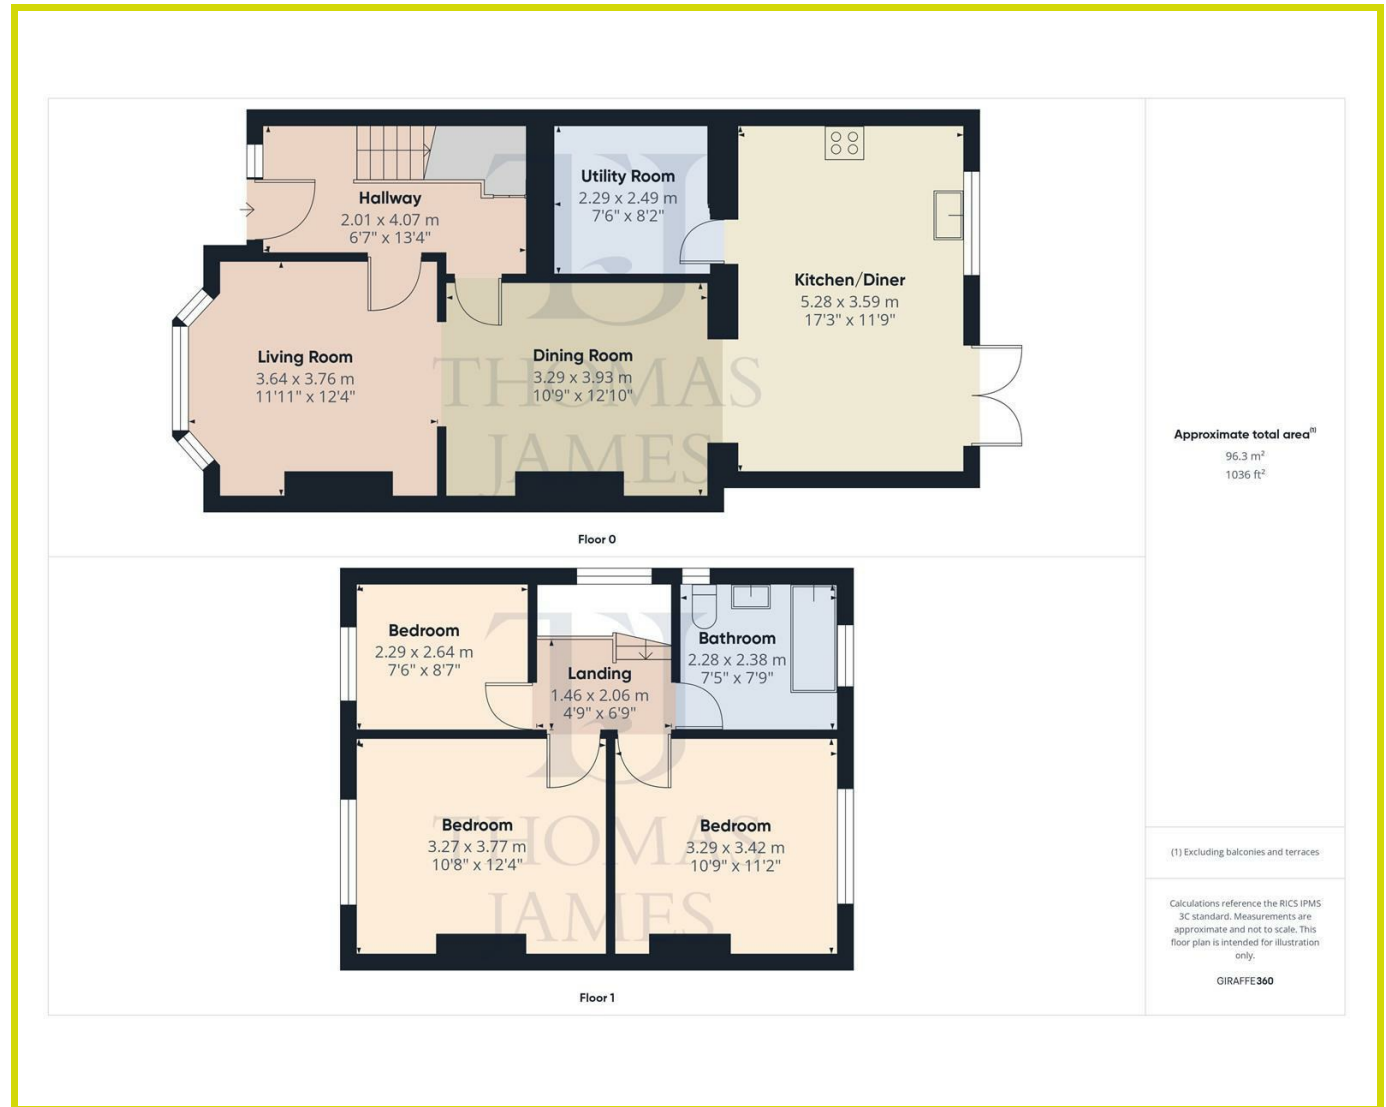 Hallway
2.01 x 4.07 m
6'7" x 13'4"
Utility Room
2.29 x 2.49 m
7'6" x 8'2"
Kitchen/Diner
5.28 x 3.59 m
17'3" x 11'9"
Living Room
3.64 x 3.76 m
11'11" x 12'4"
Dining Room
3.29 x 3.93 m
10'9" x 12'10"
TJ
THOMAS
JAMES
Floor 0
Bedroom
2.29 x 2.64 m
7'6" x 8'7"
Landing
1.46 x 2.06 m
4'9" x 6'9"
Bathroom
2.28 x 2.38 m
7'5" x 7'9"
Bedroom
3.27 x 3.77 m
10'8" x 12'4"
Bedroom
3.29 x 3.42 m
10'9" x 11'2"
TJ
THOMAS
JAMES
Floor 1
Approximate total area(1)
96.3 m²
1036 ft²
(1) Excluding balconies and terraces
Calculations reference the RICS IPMS
3C standard. Measurements are
approximate and not to scale. This
floor plan is intended for illustration
only.
GIRAFFE360